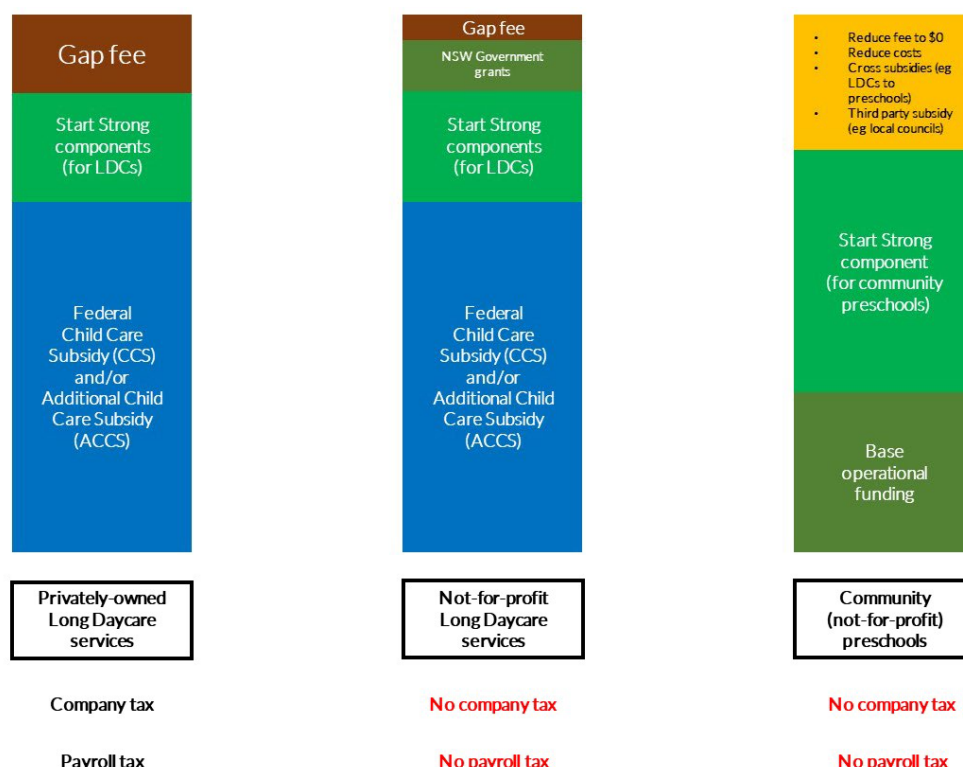 Gap fee
Start Strong
components
(for LDCs)
Federal
Child Care
Subsidy (CCS)
and/or
Additional Child
Care Subsidy
(ACCS)
Privately-owned
Long Daycare
services
Company tax
Payroll tax
Gap fee
NSW Government
grants
Start Strong
components
(for LDCs)
Federal
Child Care
Subsidy (CCS)
and/or
Additional Child
Care Subsidy
(ACCS)
Not-for-profit
Long Daycare
services
No company tax
No payroll tax
• Reduce fee to $0
• Reduce costs
• Cross subsidies (eg
LDCs to
preschools)
• Third party subsidy
(eg local councils)
Start Strong
component
(for community
preschools)
Base
operational
funding
Community
(not-for-profit)
preschools
No company tax
No payroll tax